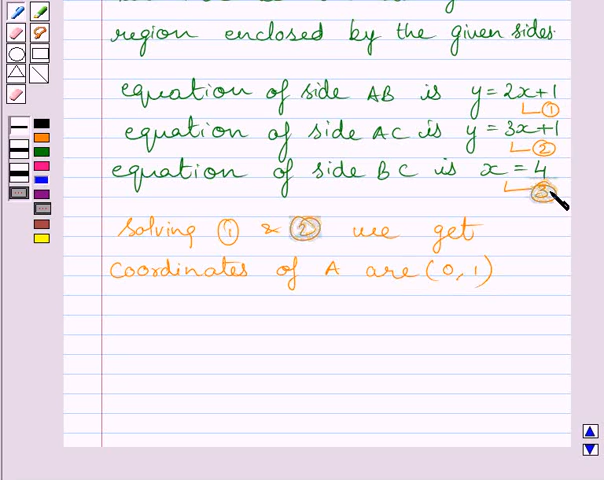 region enclosed by the given sides.
equation of side AB is y = 2x+1
①
equation of side AC is y = 3x+1
②
equation of side BC is x = 4
③
Solving ① & ② we get
coordinates of A are (0,1)